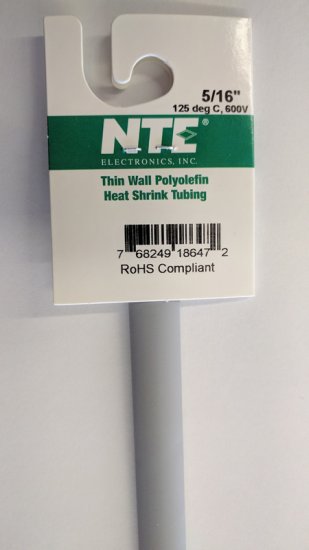 5/16"
125 deg C, 600V
NTE®
ELECTRONICS, INC.
Thin Wall Polyolefin
Heat Shrink Tubing
7 68249 18647 2
RoHS Compliant